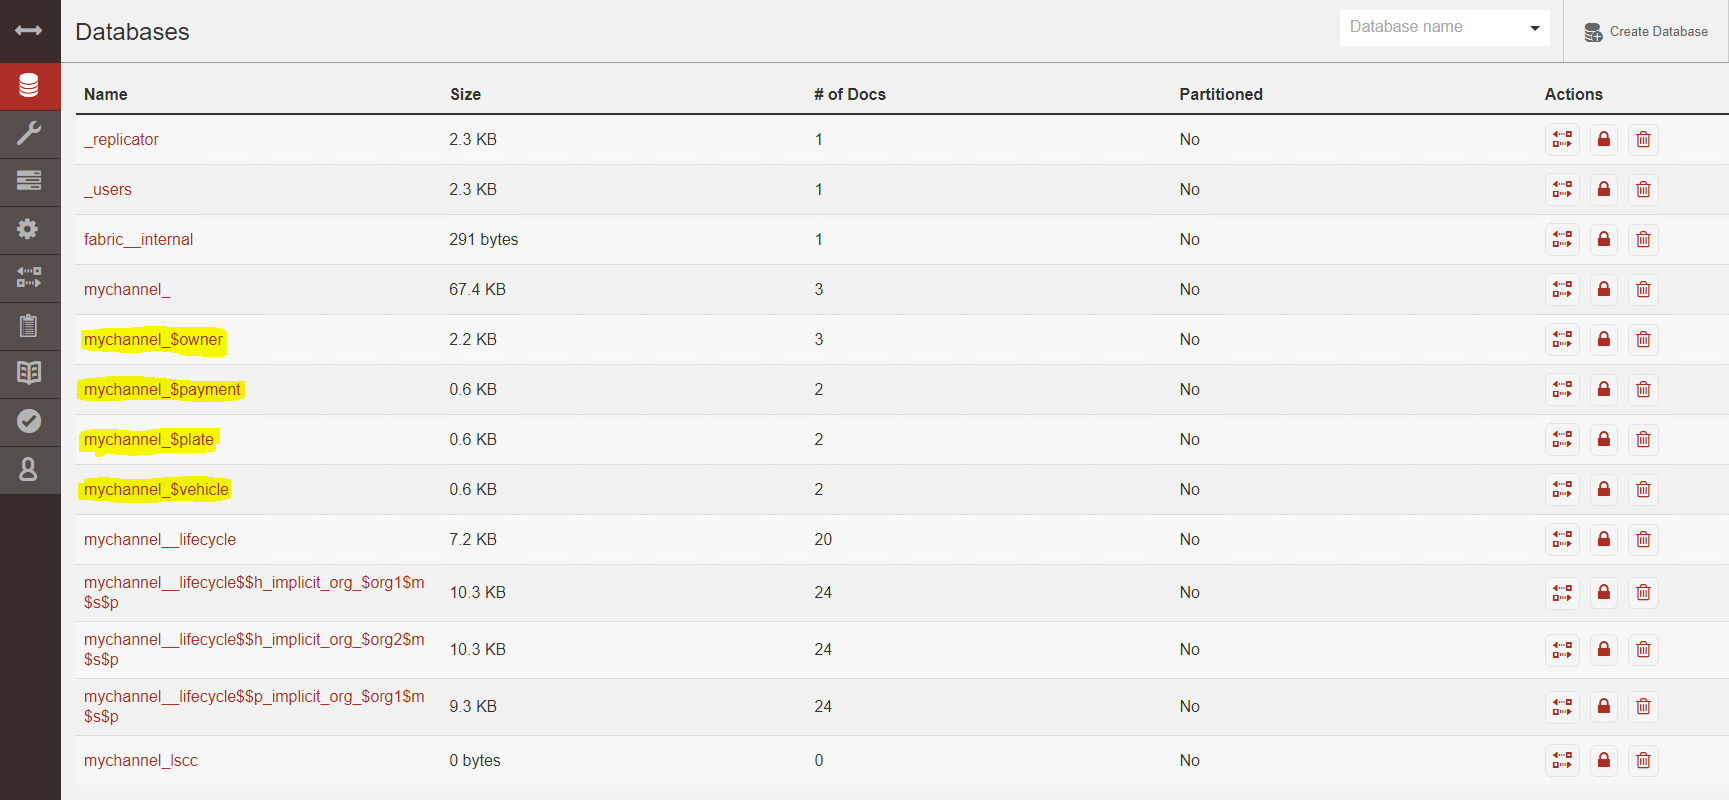 Databases
Database name
Create Database
Name Size # of Docs Partitioned Actions
_replicator 2.3 KB 1 No
_users 2.3 KB 1 No
fabric__internal 291 bytes 1 No
mychannel_ 67.4 KB 3 No
mychannel_$owner 2.2 KB 3 No
mychannel_$payment 0.6 KB 2 No
mychannel_$plate 0.6 KB 2 No
mychannel_$vehicle 0.6 KB 2 No
mychannel__lifecycle 7.2 KB 20 No
mychannel__lifecycle$$h_implicit_org_$org1$m
$s$p 10.3 KB 24 No
mychannel__lifecycle$$h_implicit_org_$org2$m
$s$p 10.3 KB 24 No
mychannel__lifecycle$$p_implicit_org_$org1$m
$s$p 9.3 KB 24 No
mychannel_lscc 0 bytes 0 No